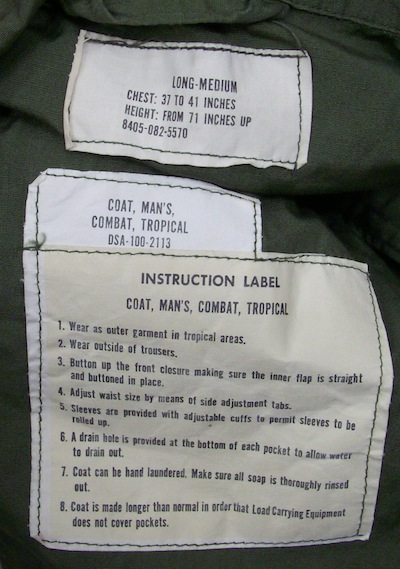 LONG-MEDIUM
CHEST: 37 TO 41 INCHES
HEIGHT: FROM 71 INCHES UP
8405-082-5570
COAT, MAN'S,
COMBAT, TROPICAL
DSA-100-2113
INSTRUCTION LABEL
COAT, MAN'S, COMBAT, TROPICAL
1. Wear as outer garment in tropical areas.
2. Wear outside of trousers.
3. Button up the front closure making sure the inner flap is straight
and buttoned in place.
4. Adjust waist size by means of side adjustment tabs.
5. Sleeves are provided with adjustable cuffs to permit sleeves to be
rolled up.
6. A drain hole is provided at the bottom of each pocket to allow water
to drain out.
7. Coat can be hand laundered. Make sure all soap is thoroughly rinsed
out.
8. Coat is made longer than normal in order that Load Carrying Equipment
does not cover pockets.